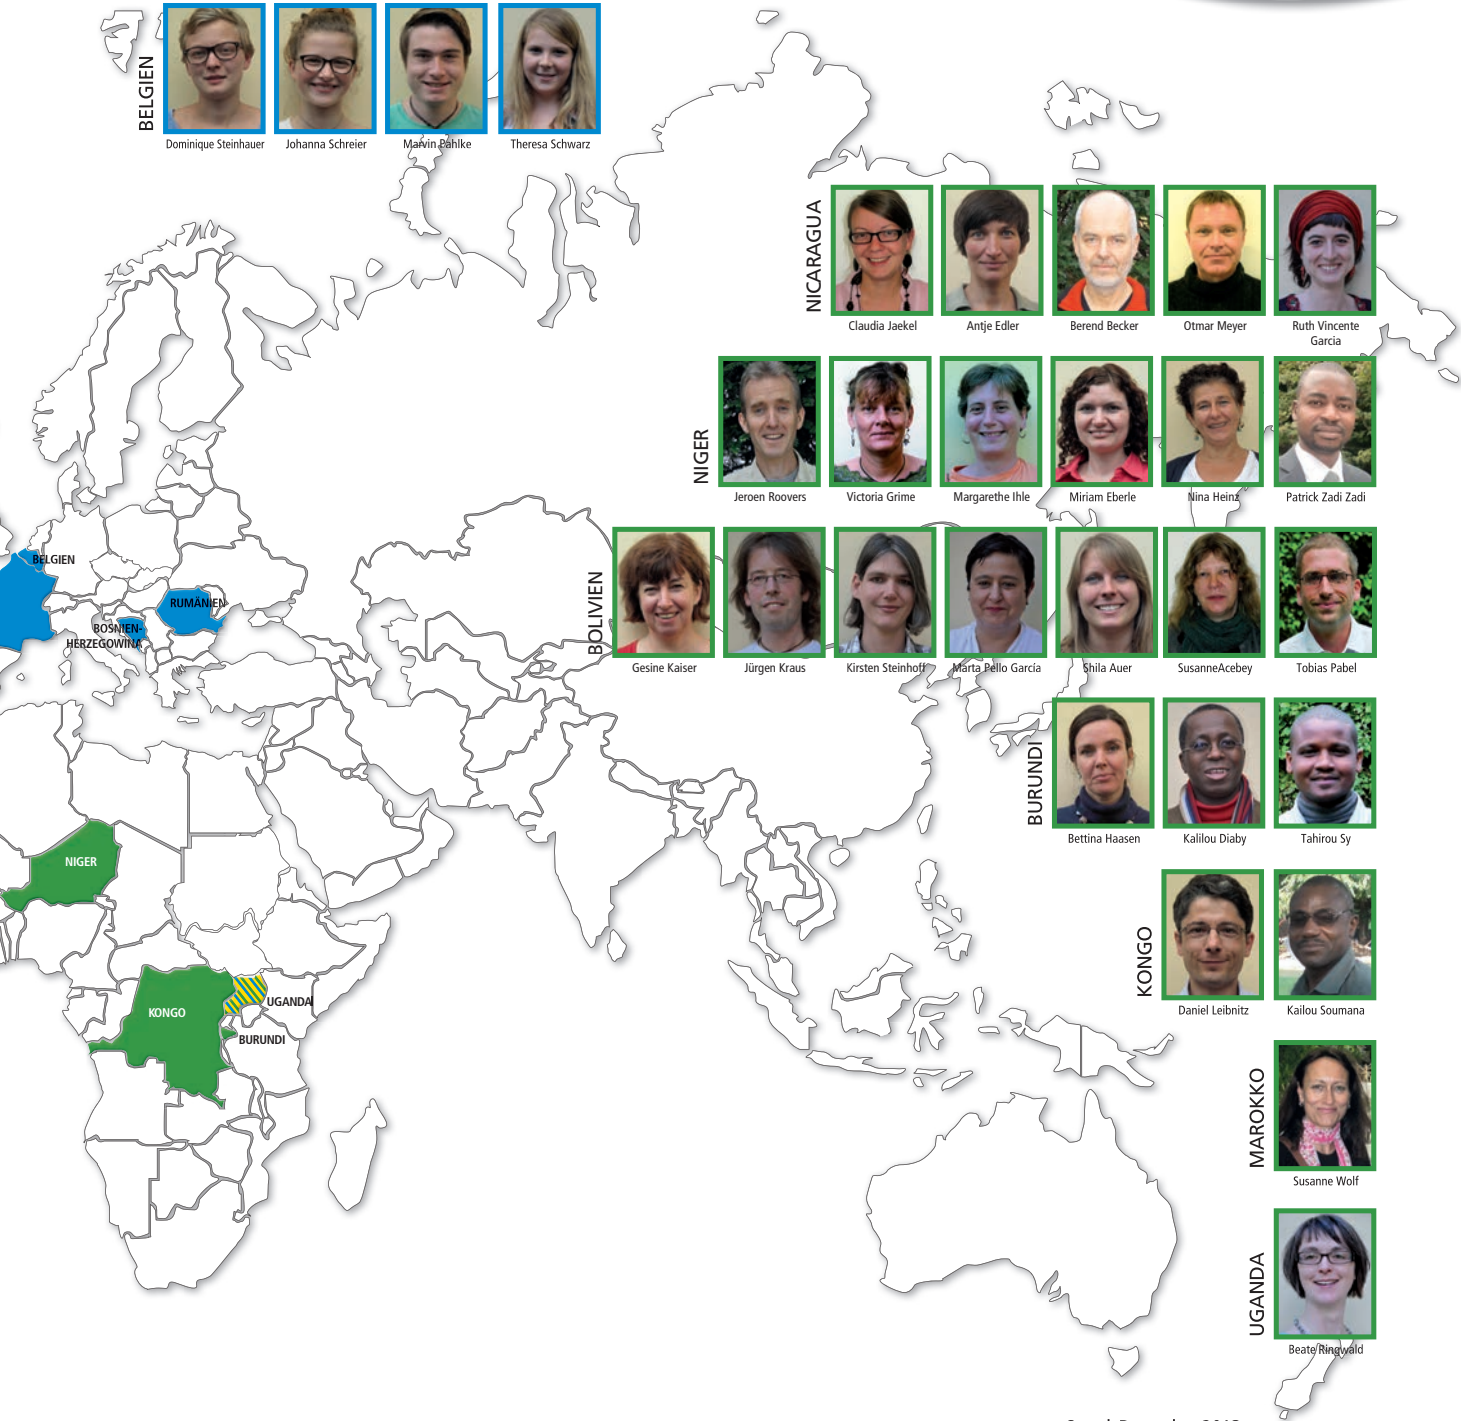 BELGIEN
Dominique Steinhauer
Johanna Schreier
Marvin Pahlke
Theresa Schwarz
NICARAGUA
Claudia Jaekel
Antje Edler
Berend Becker
Otmar Meyer
Ruth Vincente
Garcia
NIGER
Jeroen Roovers
Victoria Grime
Margarethe Ihle
Miriam Eberle
Nina Heinz
Patrick Zadi Zadi
BOLIVIEN
Gesine Kaiser
Jürgen Kraus
Kirsten Steinhoff
Marta Pello García
Shila Auer
SusanneAcebey
Tobias Pabel
BURUNDI
Bettina Haasen
Kalilou Diaby
Tahirou Sy
KONGO
Daniel Leibnitz
Kailou Soumana
MAROKKO
Susanne Wolf
UGANDA
Beate Ringwald
BELGIEN
RUMÄNIEN
BOSNIEN-
HERZEGOWINA
NIGER
KONGO
UGANDA
BURUNDI